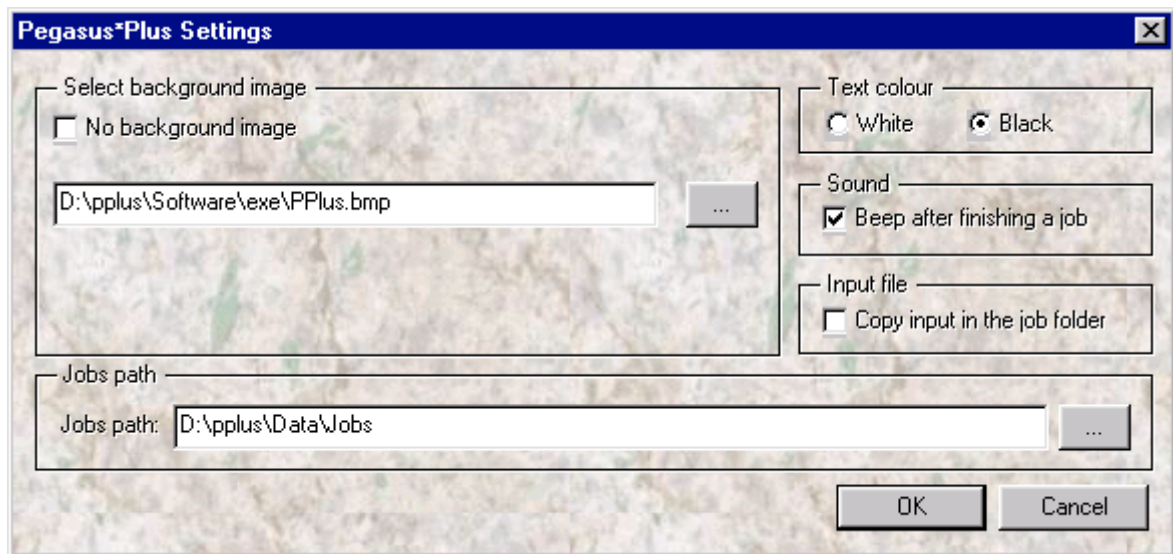 Pegasus*Plus Settings
Select background image
No background image
D:\pplus\Software\exe\PPlus.bmp
...
Text colour
White
Black
Sound
Beep after finishing a job
Input file
Copy input in the job folder
Jobs path
Jobs path: D:\pplus\Data\Jobs
...
OK
Cancel